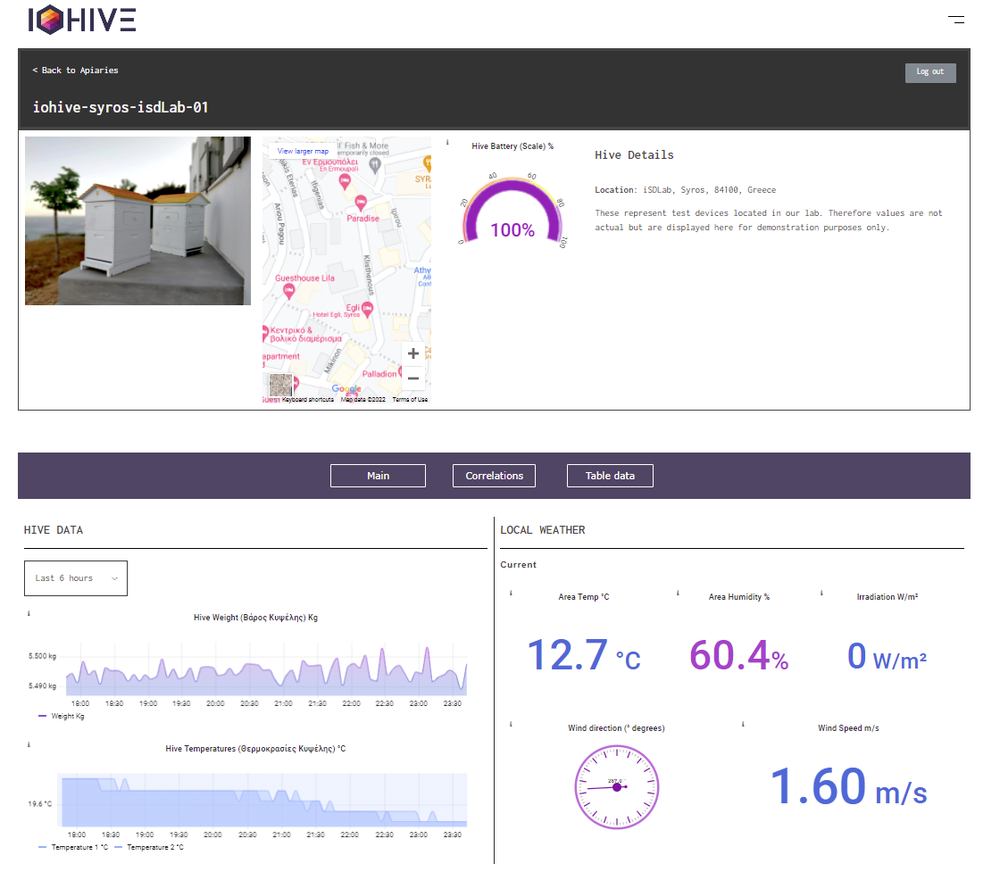 IOHIVE
< Back to Apiaries
Log out
iohive-syros-isdLab-01
View larger map
Fish & More
emporarily closed
Εν Ερμουπόλει
En Ermoupoli
SYRA
Paradise
Ifigenias
Ipirou
Ariou Pagou
Klisthenous
Guesthouse Lila
Egli
Hotel Egli, Syros
Κεντρικό &
βολικό διαμέρισμα
apartment
Mikinon
Palladion
+
−
Google
Keyboard shortcuts
Map data ©2022
Terms of Use
Hive Battery (Scale) %
0
20
40
60
80
100
100%
Hive Details
Location: iSDLab, Syros, 84100, Greece
These represent test devices located in our lab. Therefore values are not
actual but are displayed here for demonstration purposes only.
Main
Correlations
Table data
HIVE DATA
Last 6 hours
i
Hive Weight (Βάρος Κυψέλης) Kg
5.500 kg
5.490 kg
18:00 18:30 19:00 19:30 20:00 20:30 21:00 21:30 22:00 22:30 23:00 23:30
Weight Kg
i
Hive Temperatures (Θερμοκρασίες Κυψέλης) °C
19.6 °C
18:00 18:30 19:00 19:30 20:00 20:30 21:00 21:30 22:00 22:30 23:00 23:30
Temperature 1 °C Temperature 2 °C
LOCAL WEATHER
Current
i Area Temp °C
i Area Humidity %
i Irradiation W/m²
12.7 °C
60.4%
0 W/m²
i Wind direction (° degrees)
i Wind Speed m/s
1.60 m/s